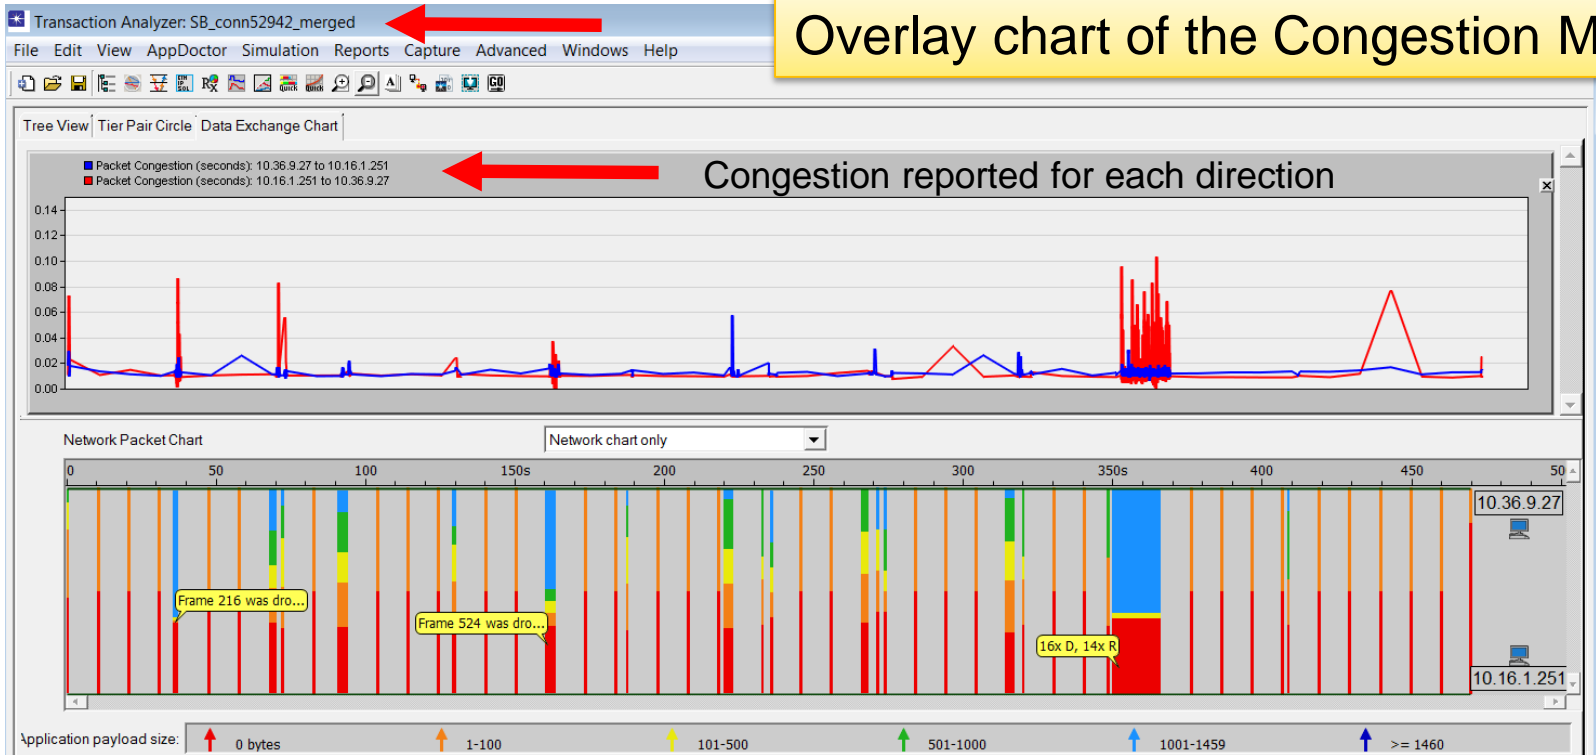 Transaction Analyzer: SB_conn52942_merged
Overlay chart of the Congestion M
File Edit View AppDoctor Simulation Reports Capture Advanced Windows Help
Tree View Tier Pair Circle Data Exchange Chart
Packet Congestion (seconds): 10.36.9.27 to 10.16.1.251
Packet Congestion (seconds): 10.16.1.251 to 10.36.9.27
Congestion reported for each direction
0.14
0.12
0.10
0.08
0.06
0.04
0.02
0.00
Network Packet Chart
Network chart only
0 50 100 150s 200 250 300 350s 400 450 50
10.36.9.27
Frame 216 was dro...
Frame 524 was dro...
16x D, 14x R
10.16.1.251
Application payload size: 0 bytes 1-100 101-500 501-1000 1001-1459 >= 1460